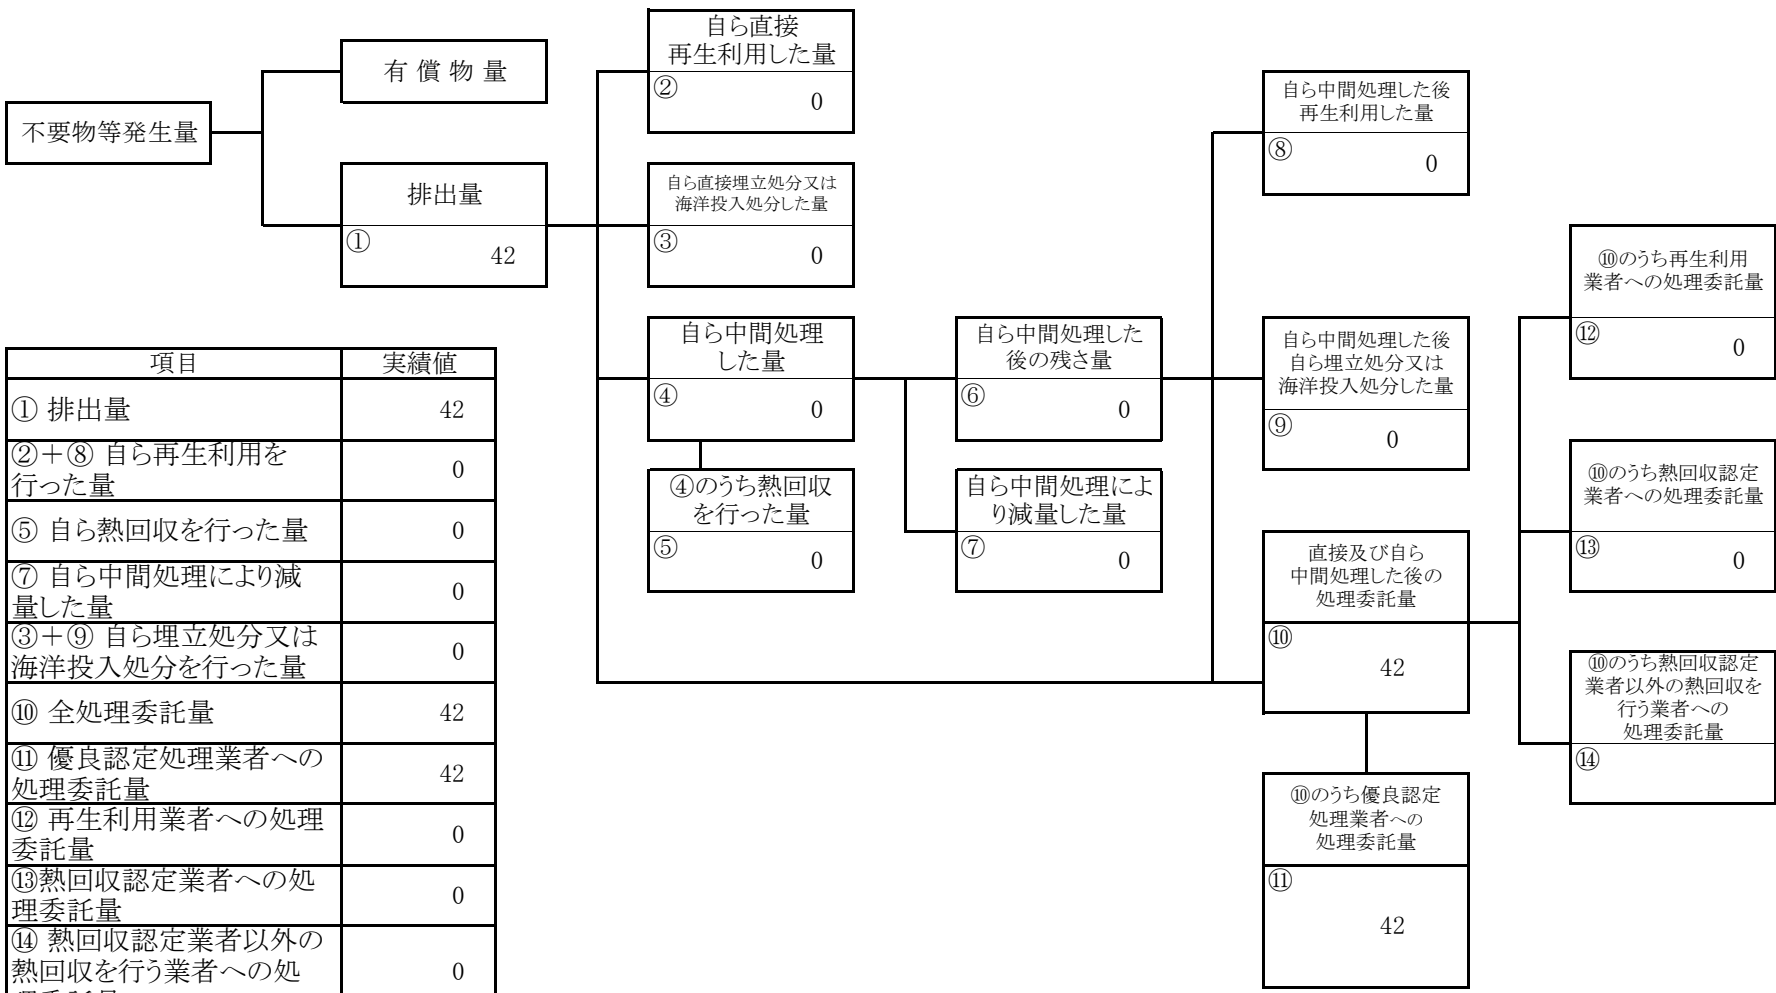 不要物等発生量
有 償 物 量
排出量
①
42
自ら直接
再生利用した量
②
0
自ら直接埋立処分又は
海洋投入処分した量
③
0
自ら中間処理
した量
④
0
④のうち熱回収
を行った量
⑤
0
自ら中間処理した
後の残さ量
⑥
0
自ら中間処理によ
り減量した量
⑦
0
自ら中間処理した後
再生利用した量
⑧
0
自ら中間処理した後
自ら埋立処分又は
海洋投入処分した量
⑨
0
直接及び自ら
中間処理した後の
処理委託量
⑩
42
⑩のうち優良認定
処理業者への
処理委託量
⑪
42
⑩のうち再生利用
業者への処理委託量
⑫
0
⑩のうち熱回収認定
業者への処理委託量
⑬
0
⑩のうち熱回収認定
業者以外の熱回収を
行う業者への
処理委託量
⑭
項目 実績値
① 排出量 42
②＋⑧ 自ら再生利用を
行った量 0
⑤ 自ら熱回収を行った量 0
⑦ 自ら中間処理により減
量した量 0
③＋⑨ 自ら埋立処分又は
海洋投入処分を行った量 0
⑩ 全処理委託量 42
⑪ 優良認定処理業者への
処理委託量 42
⑫ 再生利用業者への処理
委託量 0
⑬熱回収認定業者への処
理委託量 0
⑭ 熱回収認定業者以外の
熱回収を行う業者への処 0